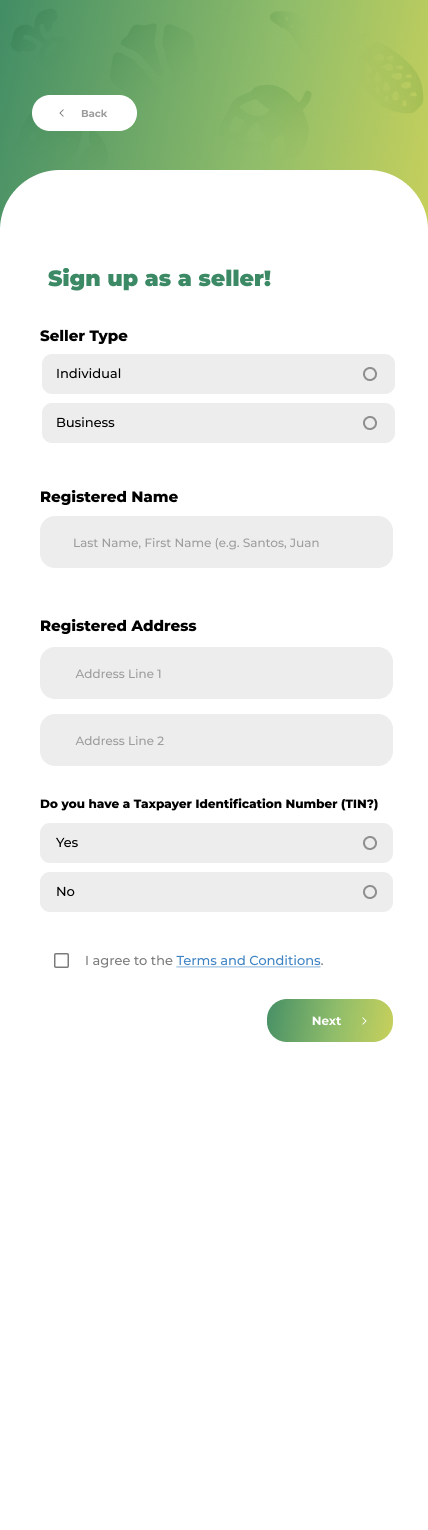 Back
Sign up as a seller!
Seller Type
Individual
Business
Registered Name
Last Name, First Name (e.g. Santos, Juan
Registered Address
Address Line 1
Address Line 2
Do you have a Taxpayer Identification Number (TIN?)
Yes
No
I agree to the Terms and Conditions.
Next